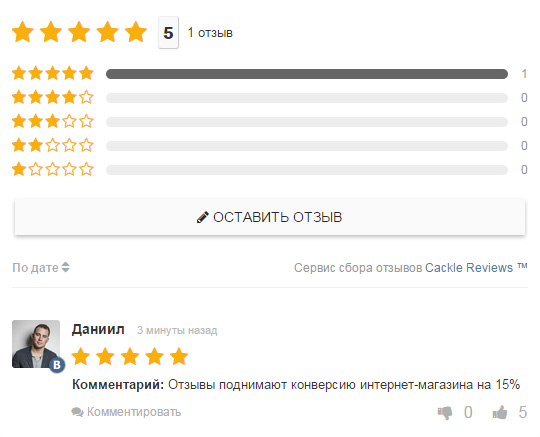 5 1 отзыв
1
0
0
0
0
ОСТАВИТЬ ОТЗЫВ
По дате Сервис сбора отзывов Cackle Reviews ™
Даниил 3 минуты назад
B
Комментарий: Отзывы поднимают конверсию интернет-магазина на 15%
Комментировать 0 5